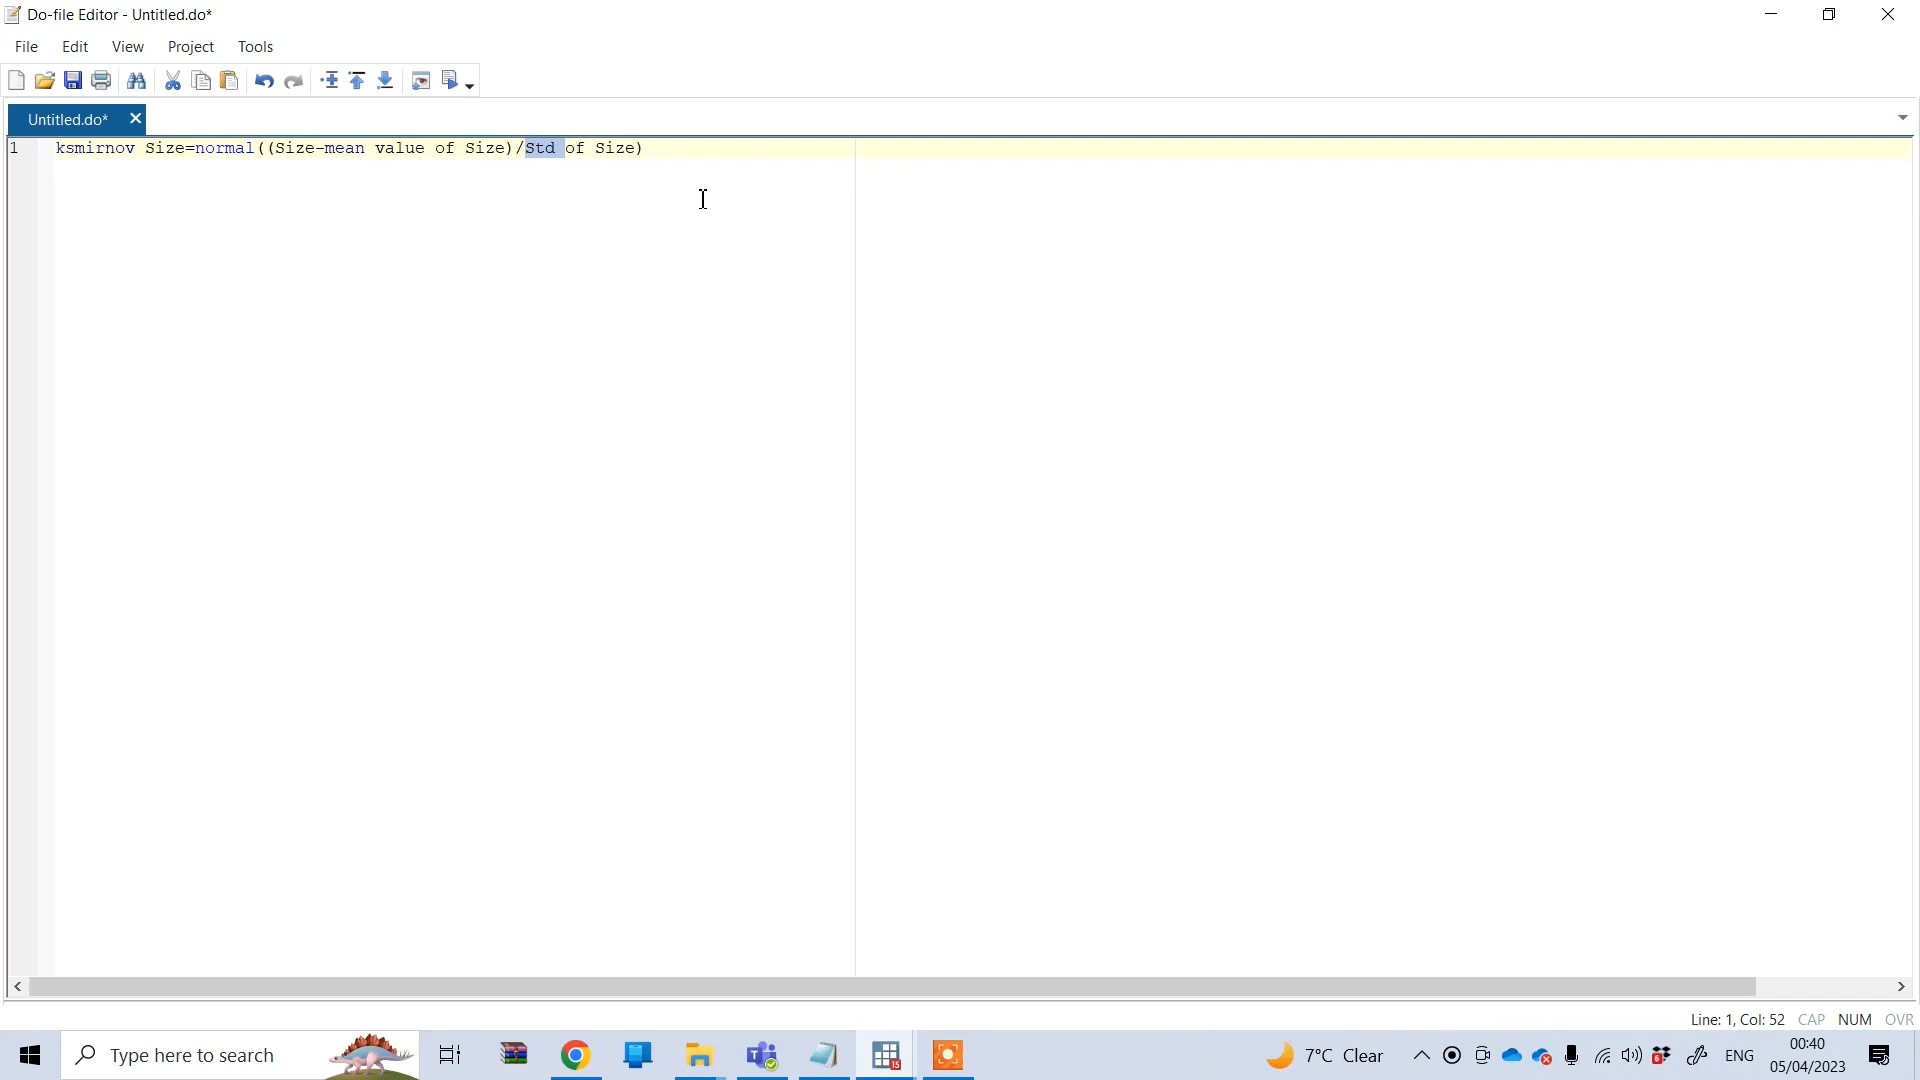 Do-file Editor - Untitled.do*
File Edit View Project Tools
Untitled.do*
1 ksmirnov Size=normal((Size-mean value of Size)/Std of Size)
Line: 1, Col: 52 CAP NUM OVR
Type here to search
15
7°C Clear
6
ENG
00:40
05/04/2023